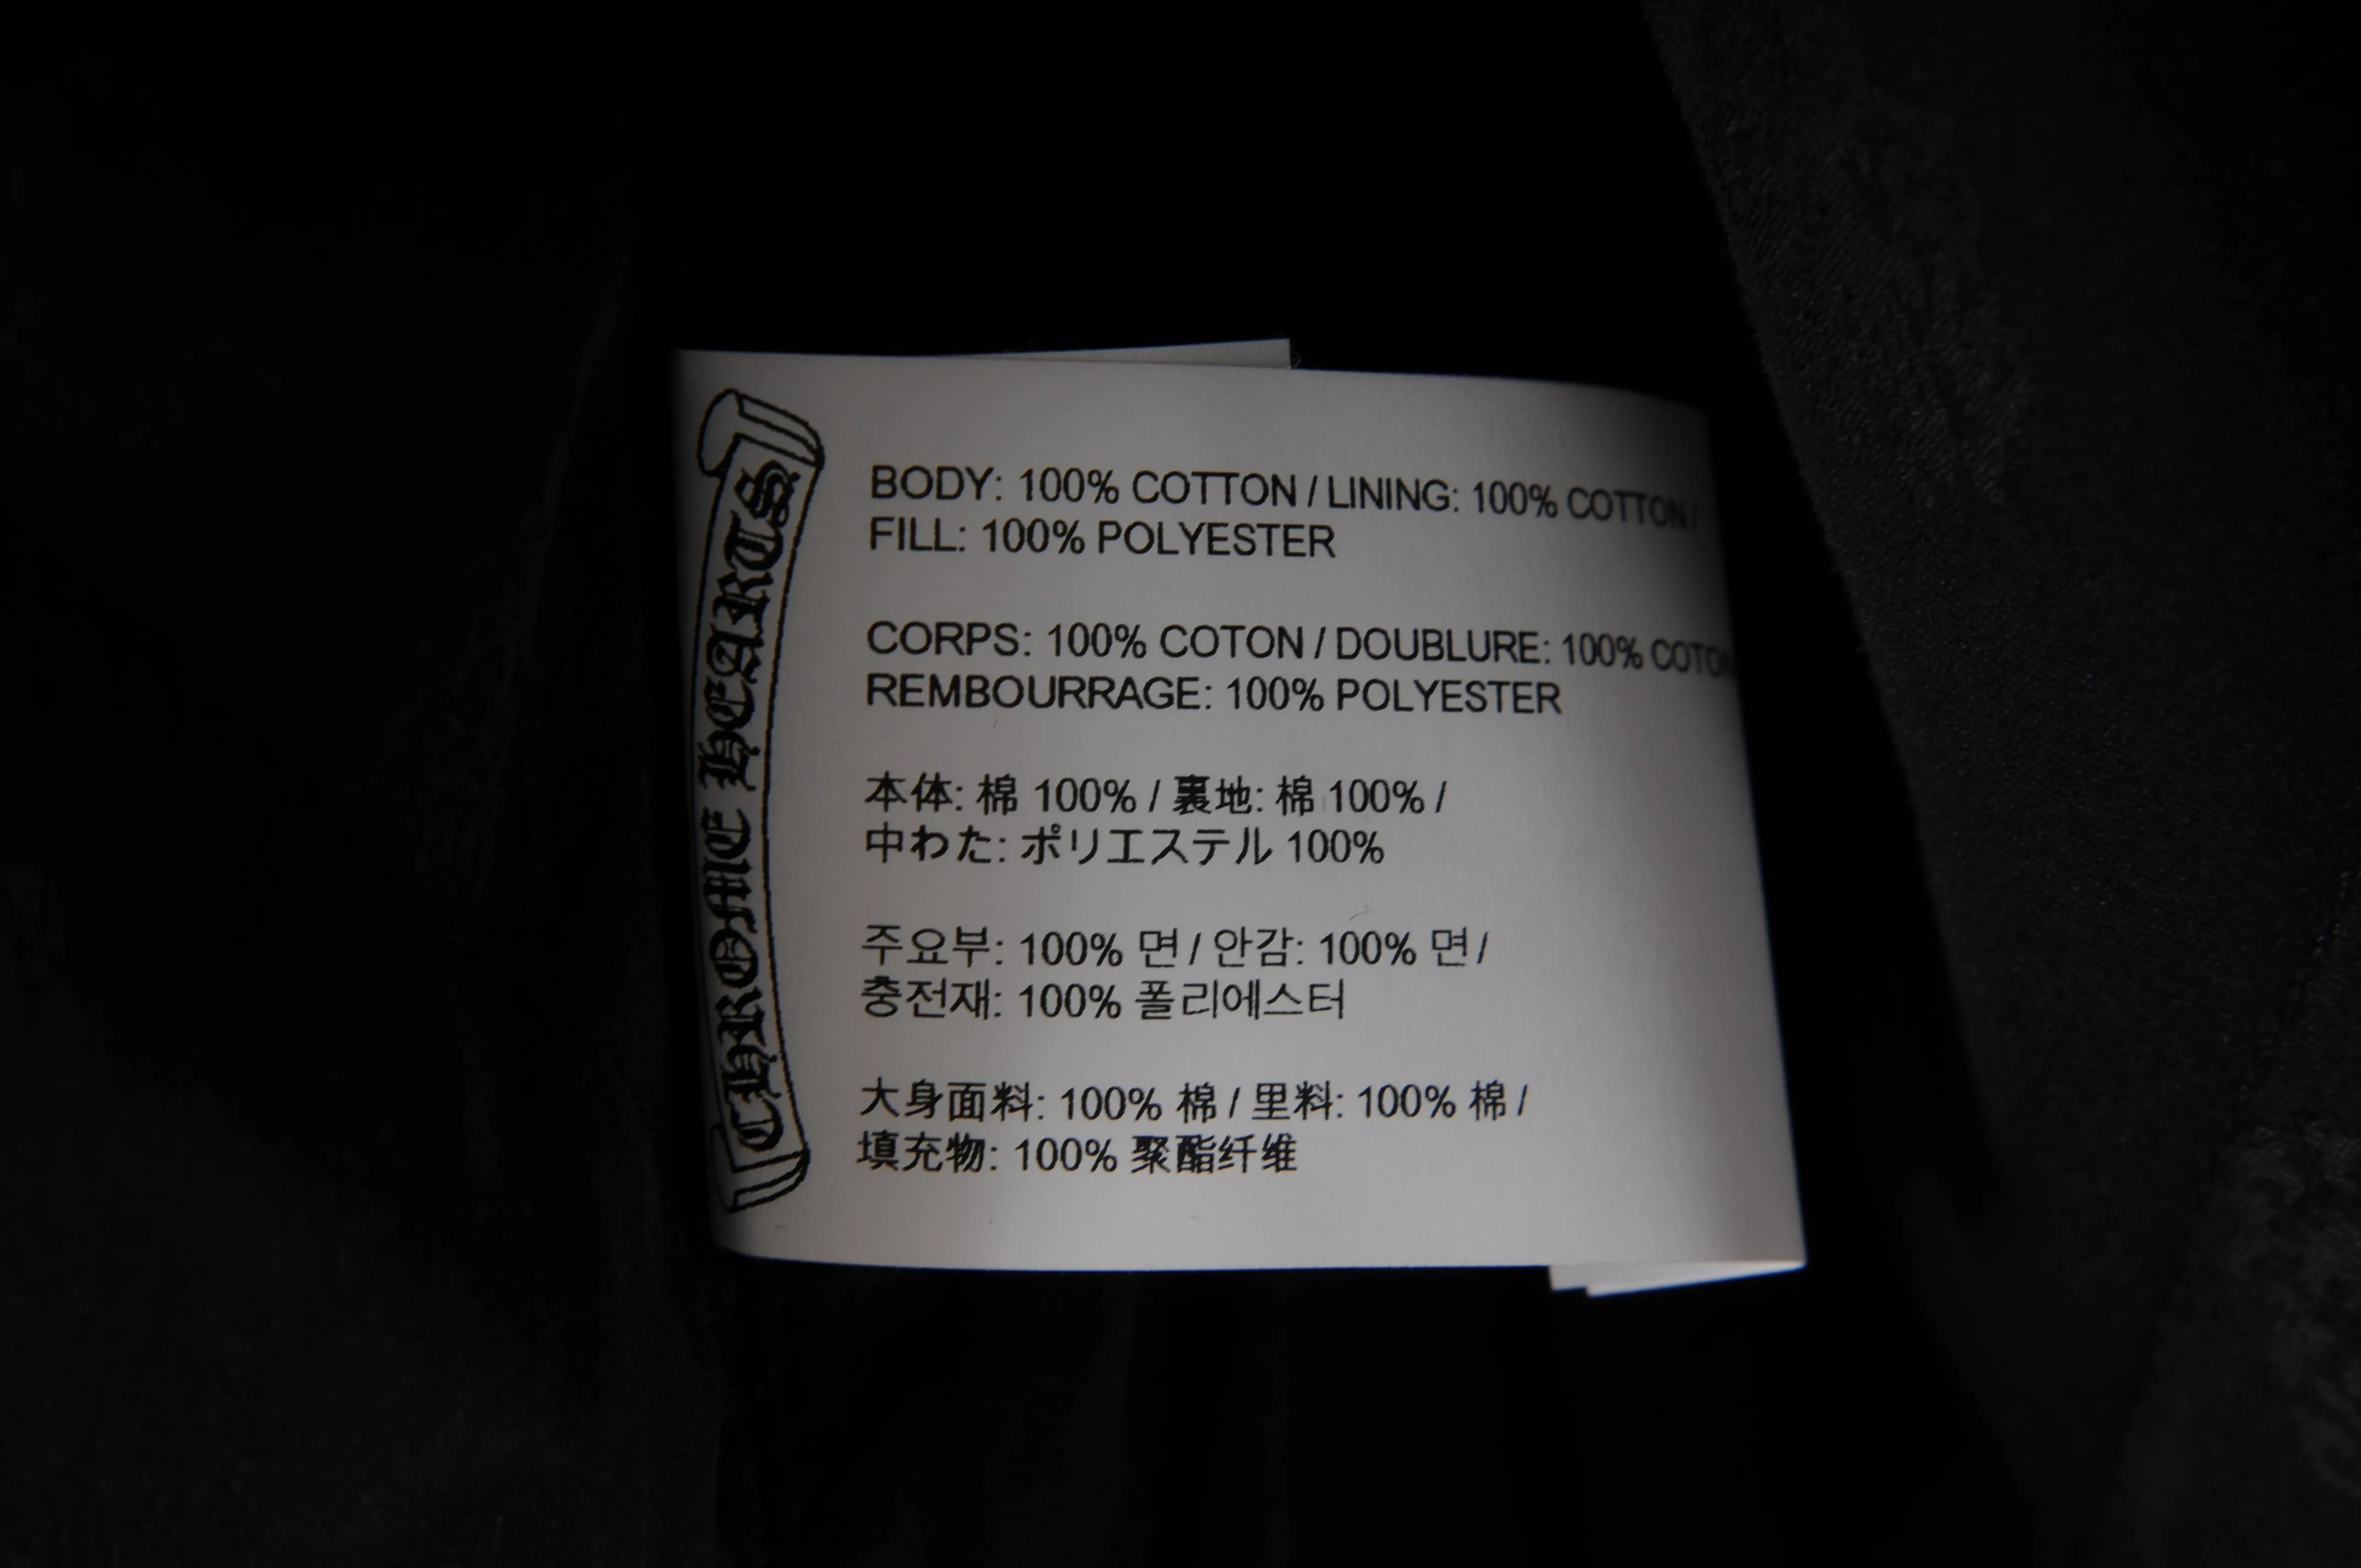 CHROME HEARTS
BODY: 100% COTTON / LINING: 100% COTTON /
FILL: 100% POLYESTER
CORPS: 100% COTON / DOUBLURE: 100% COTON
REMBOURRAGE: 100% POLYESTER
本体: 棉 100% / 裏地: 棉 100% /
中わた: ポリエステル 100%
주요부: 100% 면 / 안감: 100% 면 /
충전재: 100% 폴리에스터
大身面料: 100% 棉 / 里料: 100% 棉 /
填充物: 100% 聚酯纤维